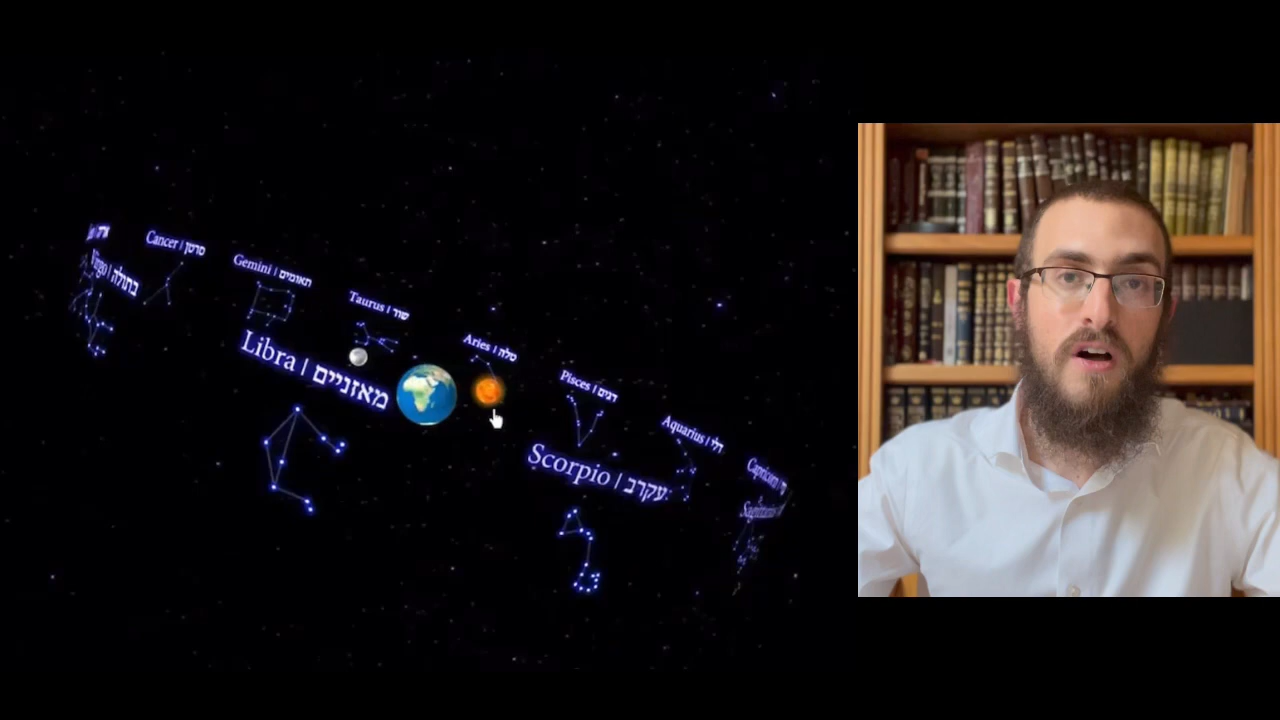 Cancer | סרטן
Virgo | בתולה
Gemini | תאומים
Taurus | שור
Libra | מאזניים
Aries | טלה
Pisces | דגים
Aquarius | דלי
Scorpio | עקרב
Capricorn |
Sagittarius